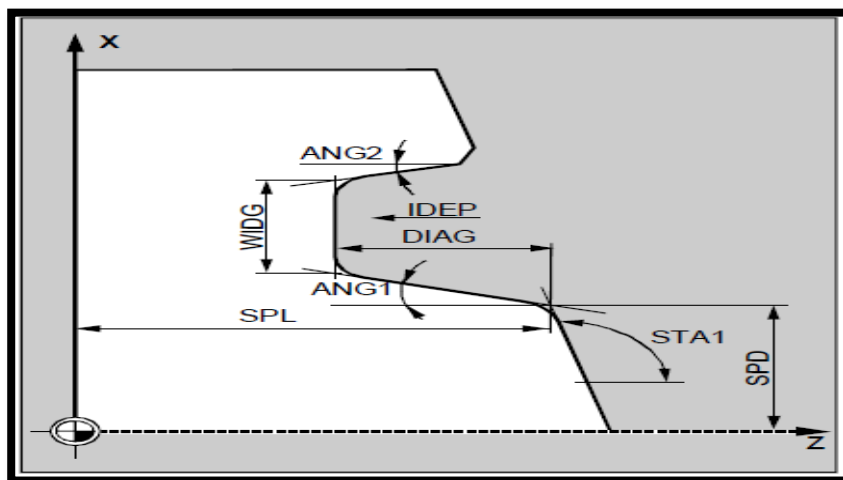 X
ANG2
IDEP
WIDG
DIAG
ANG1
SPL
STA1
SPD
Z